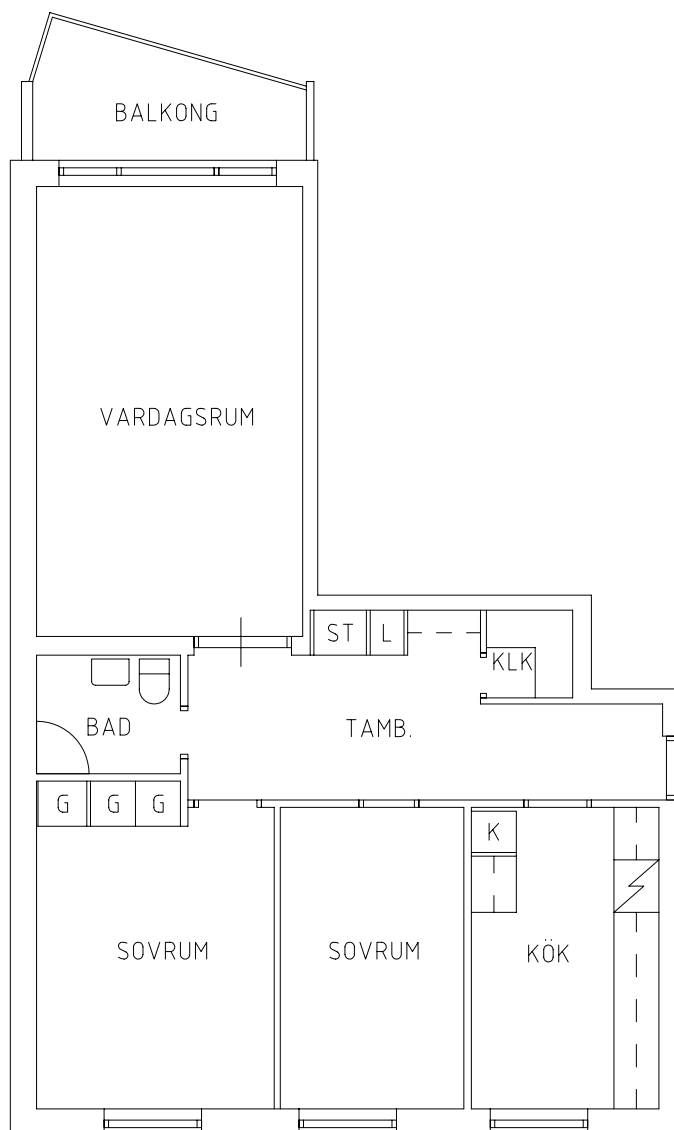 BALKONG
VARDAGSRUM
ST L
KLK
BAD
TAMB.
G G G
K
SOVRUM
SOVRUM
KÖK